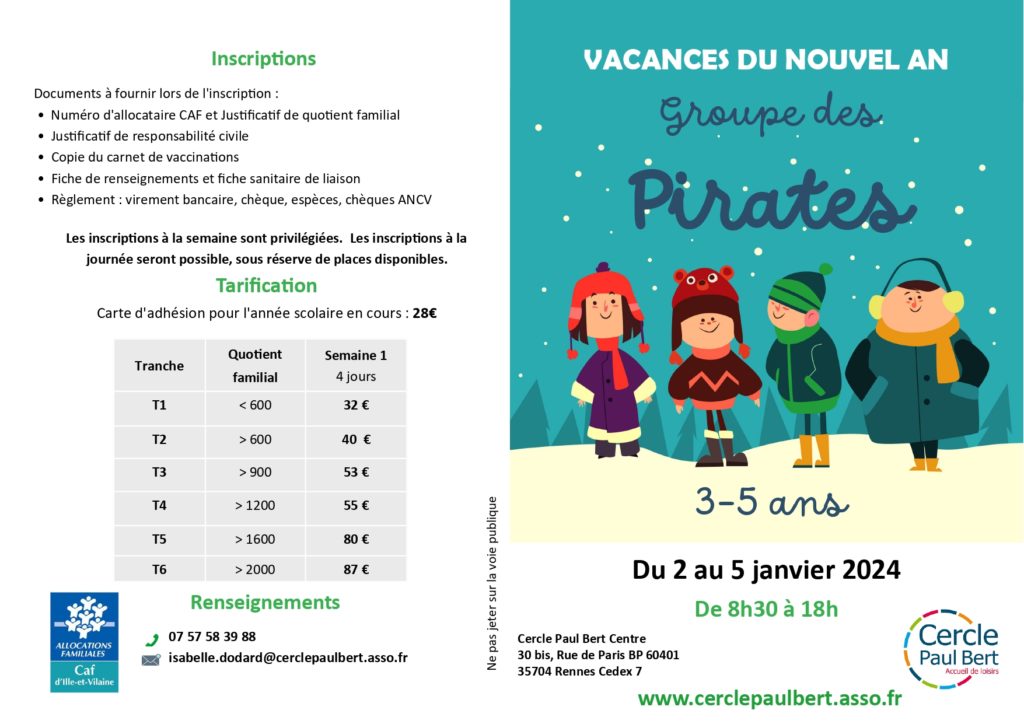 Inscriptions
Documents à fournir lors de l'inscription :
• Numéro d'allocataire CAF et Justificatif de quotient familial
• Justificatif de responsabilité civile
• Copie du carnet de vaccinations
• Fiche de renseignements et fiche sanitaire de liaison
• Règlement : virement bancaire, chèque, espèces, chèques ANCV
Les inscriptions à la semaine sont privilégiées. Les inscriptions à la
journée seront possible, sous réserve de places disponibles.
Tarification
Carte d'adhésion pour l'année scolaire en cours : 28€
Tranche Quotient familial Semaine 1 4 jours
T1 < 600 32 €
T2 > 600 40 €
T3 > 900 53 €
T4 > 1200 55 €
T5 > 1600 80 €
T6 > 2000 87 €
Renseignements
07 57 58 39 88
isabelle.dodard@cerclepaulbert.asso.fr
ALLOCATIONS
FAMILIALES
Caf
d'Ille-et-Vilaine
Ne pas jeter sur la voie publique
VACANCES DU NOUVEL AN
Groupe des
Pirates
3-5 ans
Du 2 au 5 janvier 2024
De 8h30 à 18h
Cercle Paul Bert Centre
30 bis, Rue de Paris BP 60401
35704 Rennes Cedex 7
Cercle
Paul Bert
Accueil de loisirs
www.cerclepaulbert.asso.fr